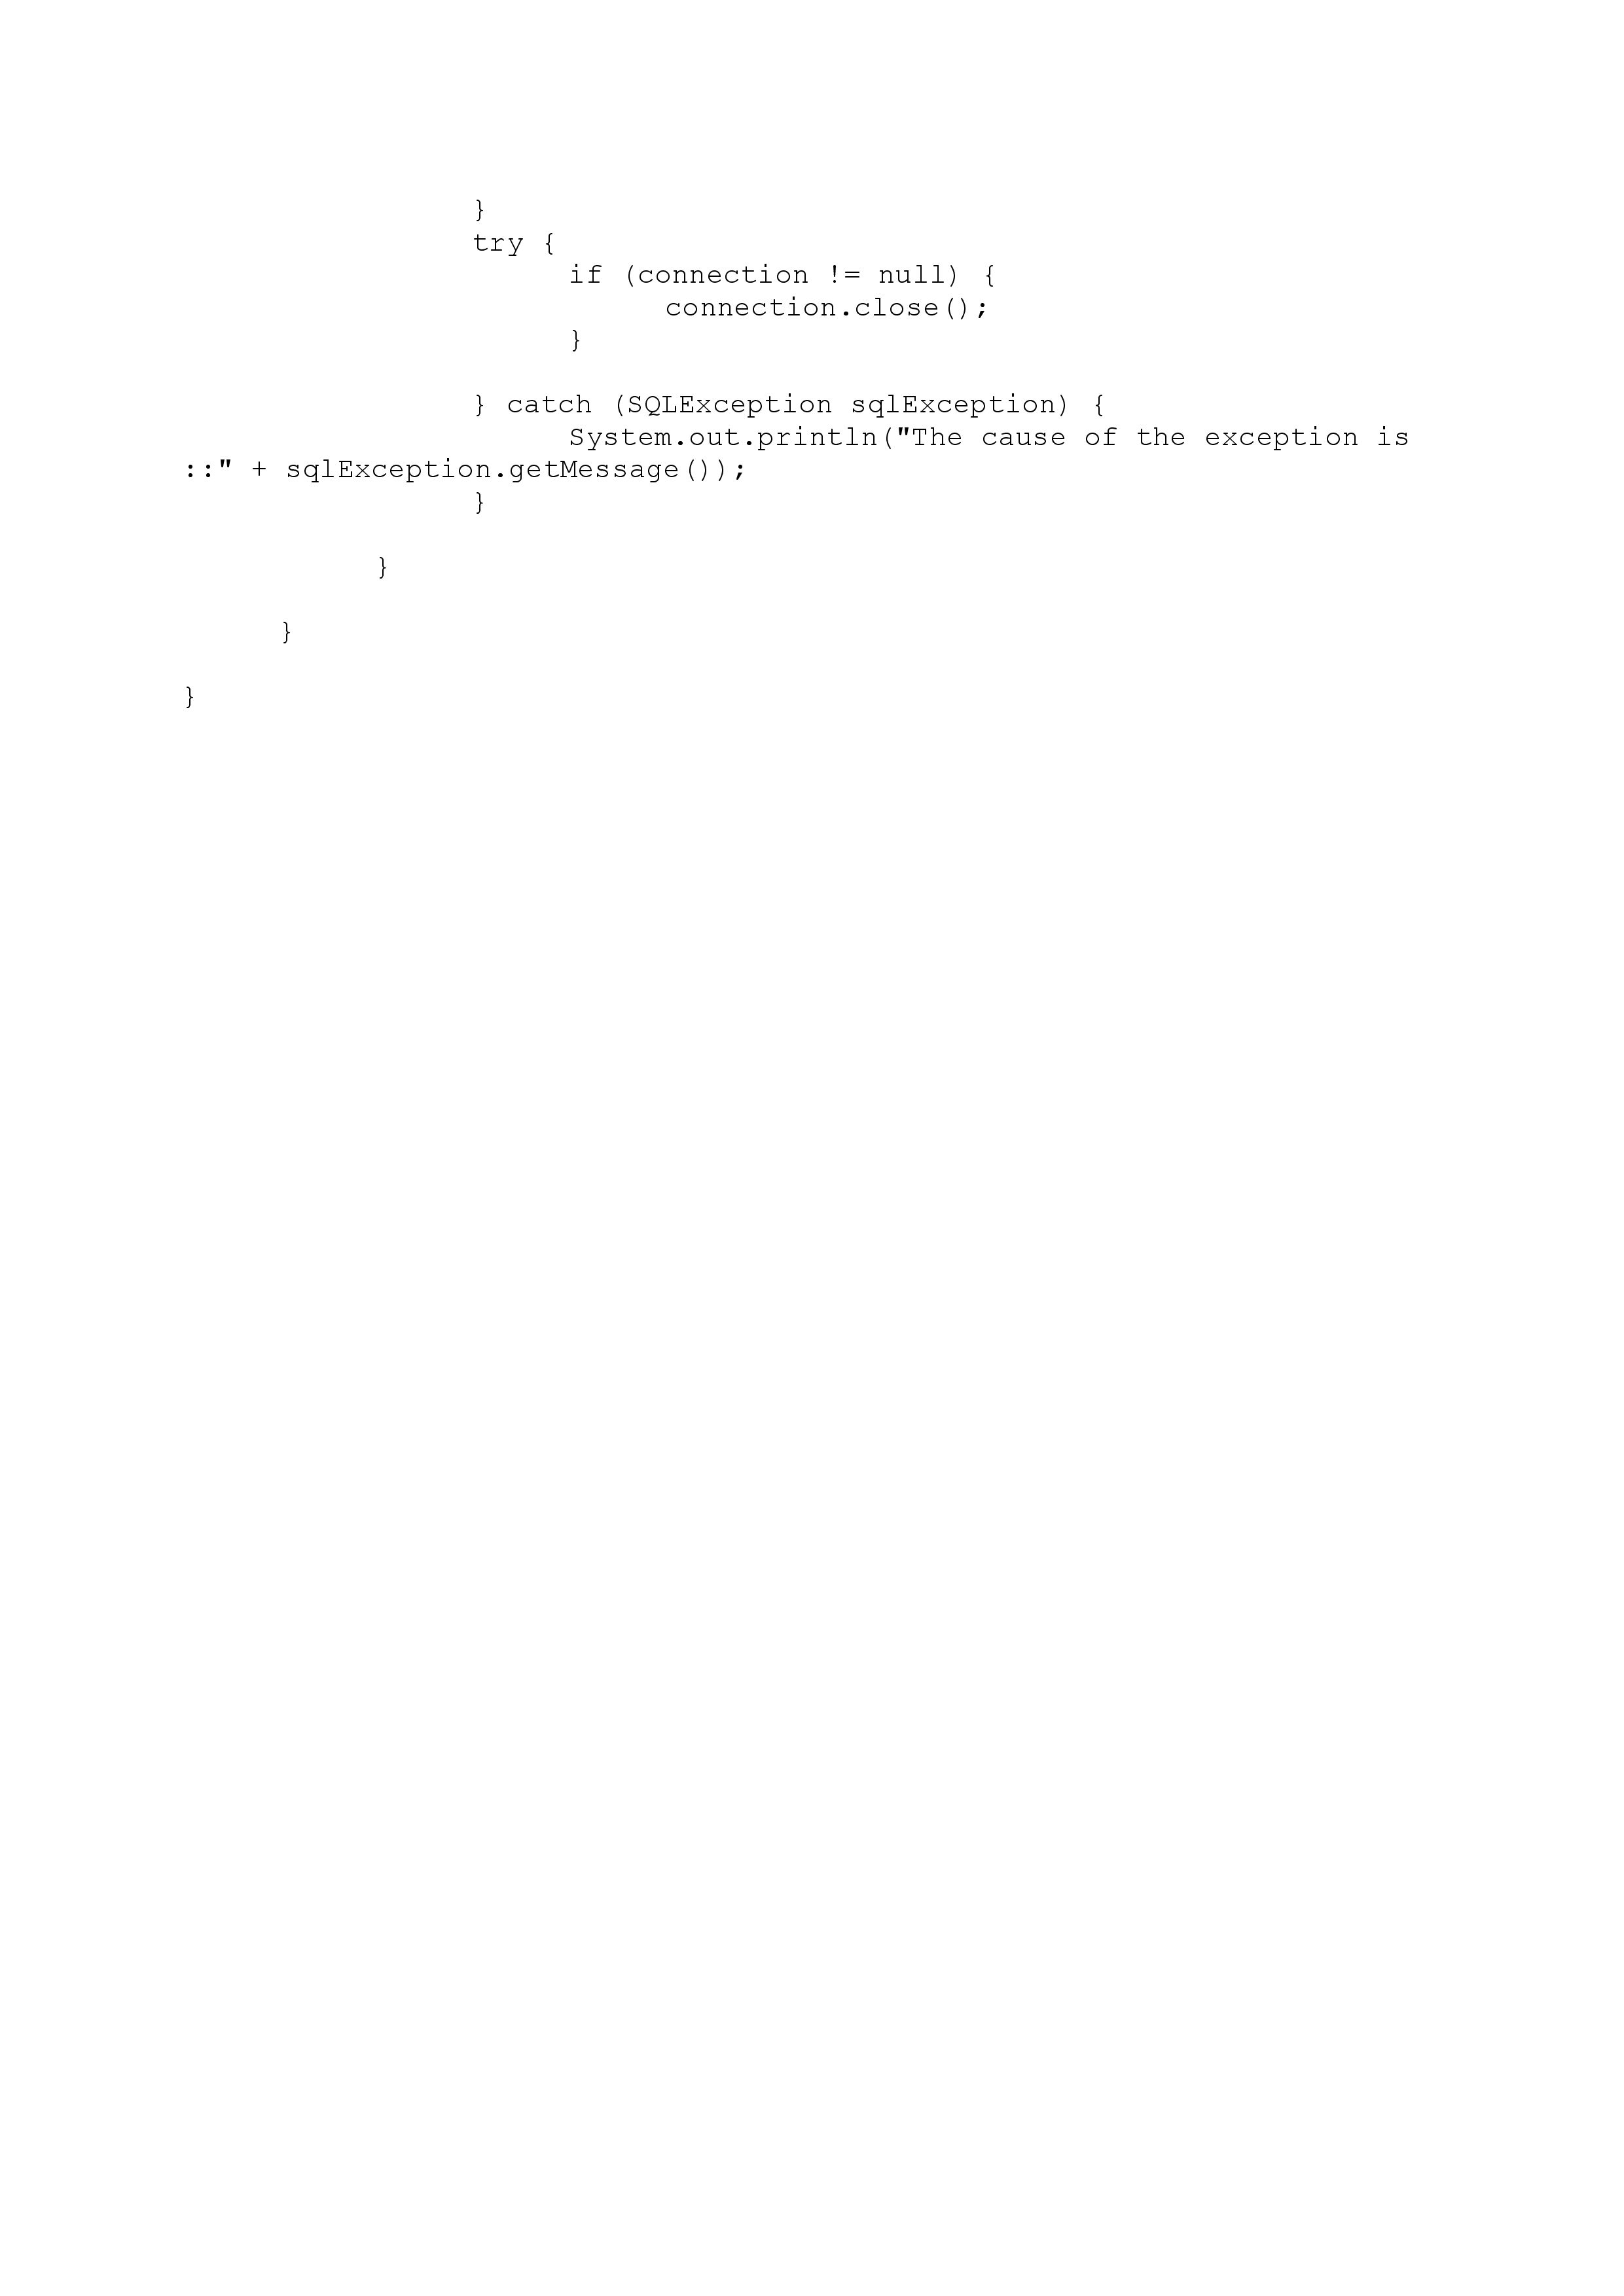 }
try {
if (connection != null) {
connection.close();
}
} catch (SQLException sqlException) {
System.out.println("The cause of the exception is
::" + sqlException.getMessage());
}
}
}
}